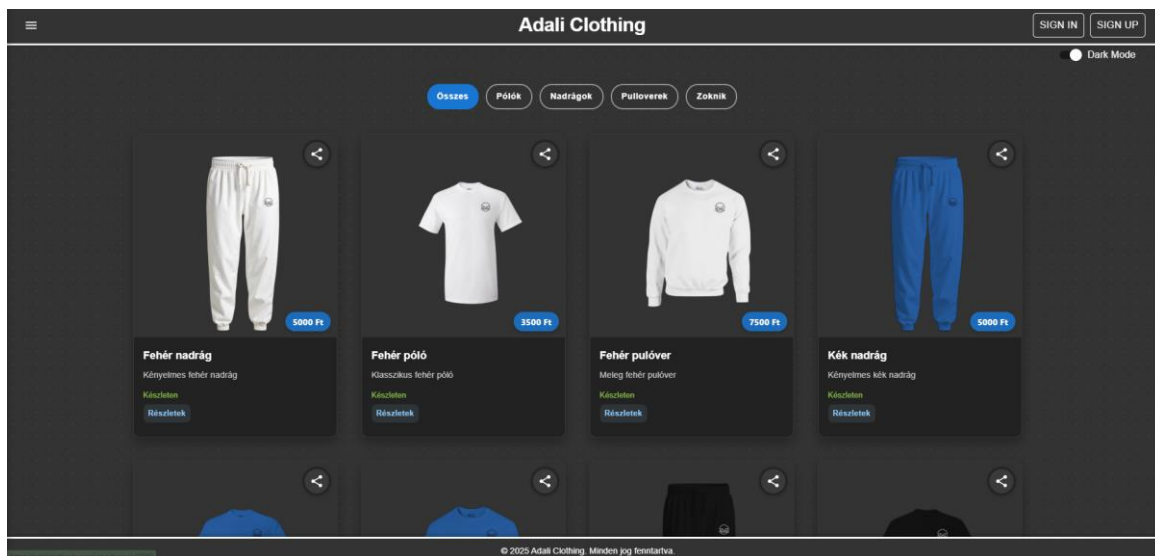 Adali Clothing
SIGN IN
SIGN UP
Dark Mode
Összes
Pólók
Nadrágok
Pulloverek
Zoknik
5000 Ft
3500 Ft
7500 Ft
5000 Ft
Fehér nadrág
Kényelmes fehér nadrág
Készleten
Részletek
Fehér póló
Klasszikus fehér póló
Készleten
Részletek
Fehér pulóver
Meleg fehér pulóver
Készleten
Részletek
Kék nadrág
Kényelmes kék nadrág
Készleten
Részletek
© 2025 Adali Clothing. Minden jog fenntartva.